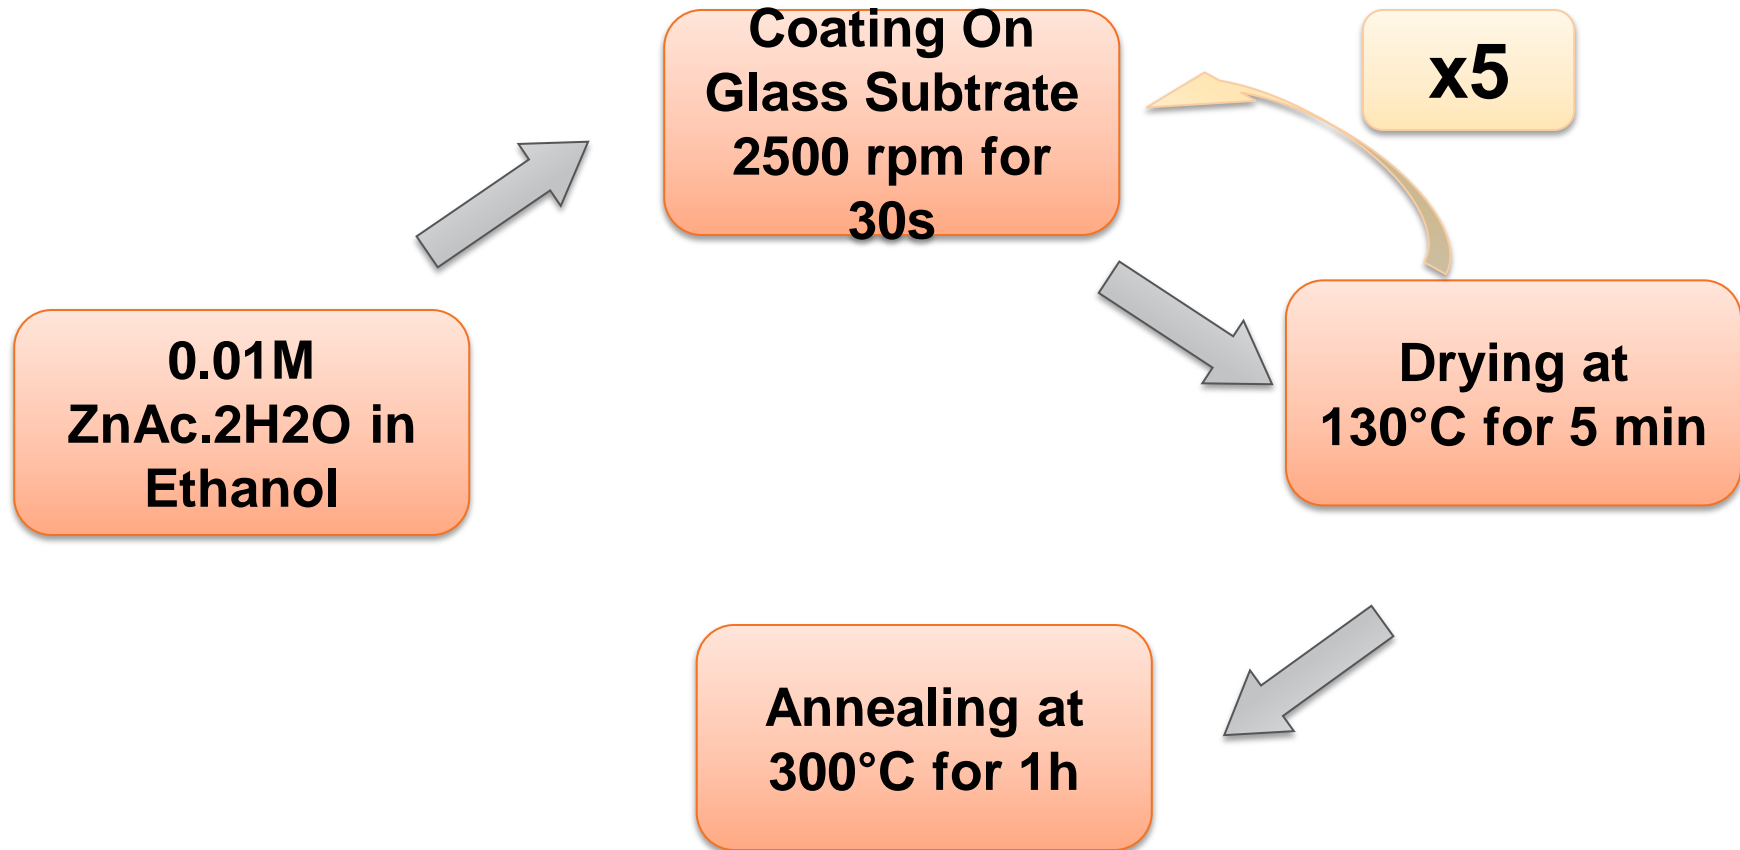 Coating On
Glass Subtrate
2500 rpm for
30s
x5
0.01M
ZnAc.2H2O in
Ethanol
Drying at
130°C for 5 min
Annealing at
300°C for 1h